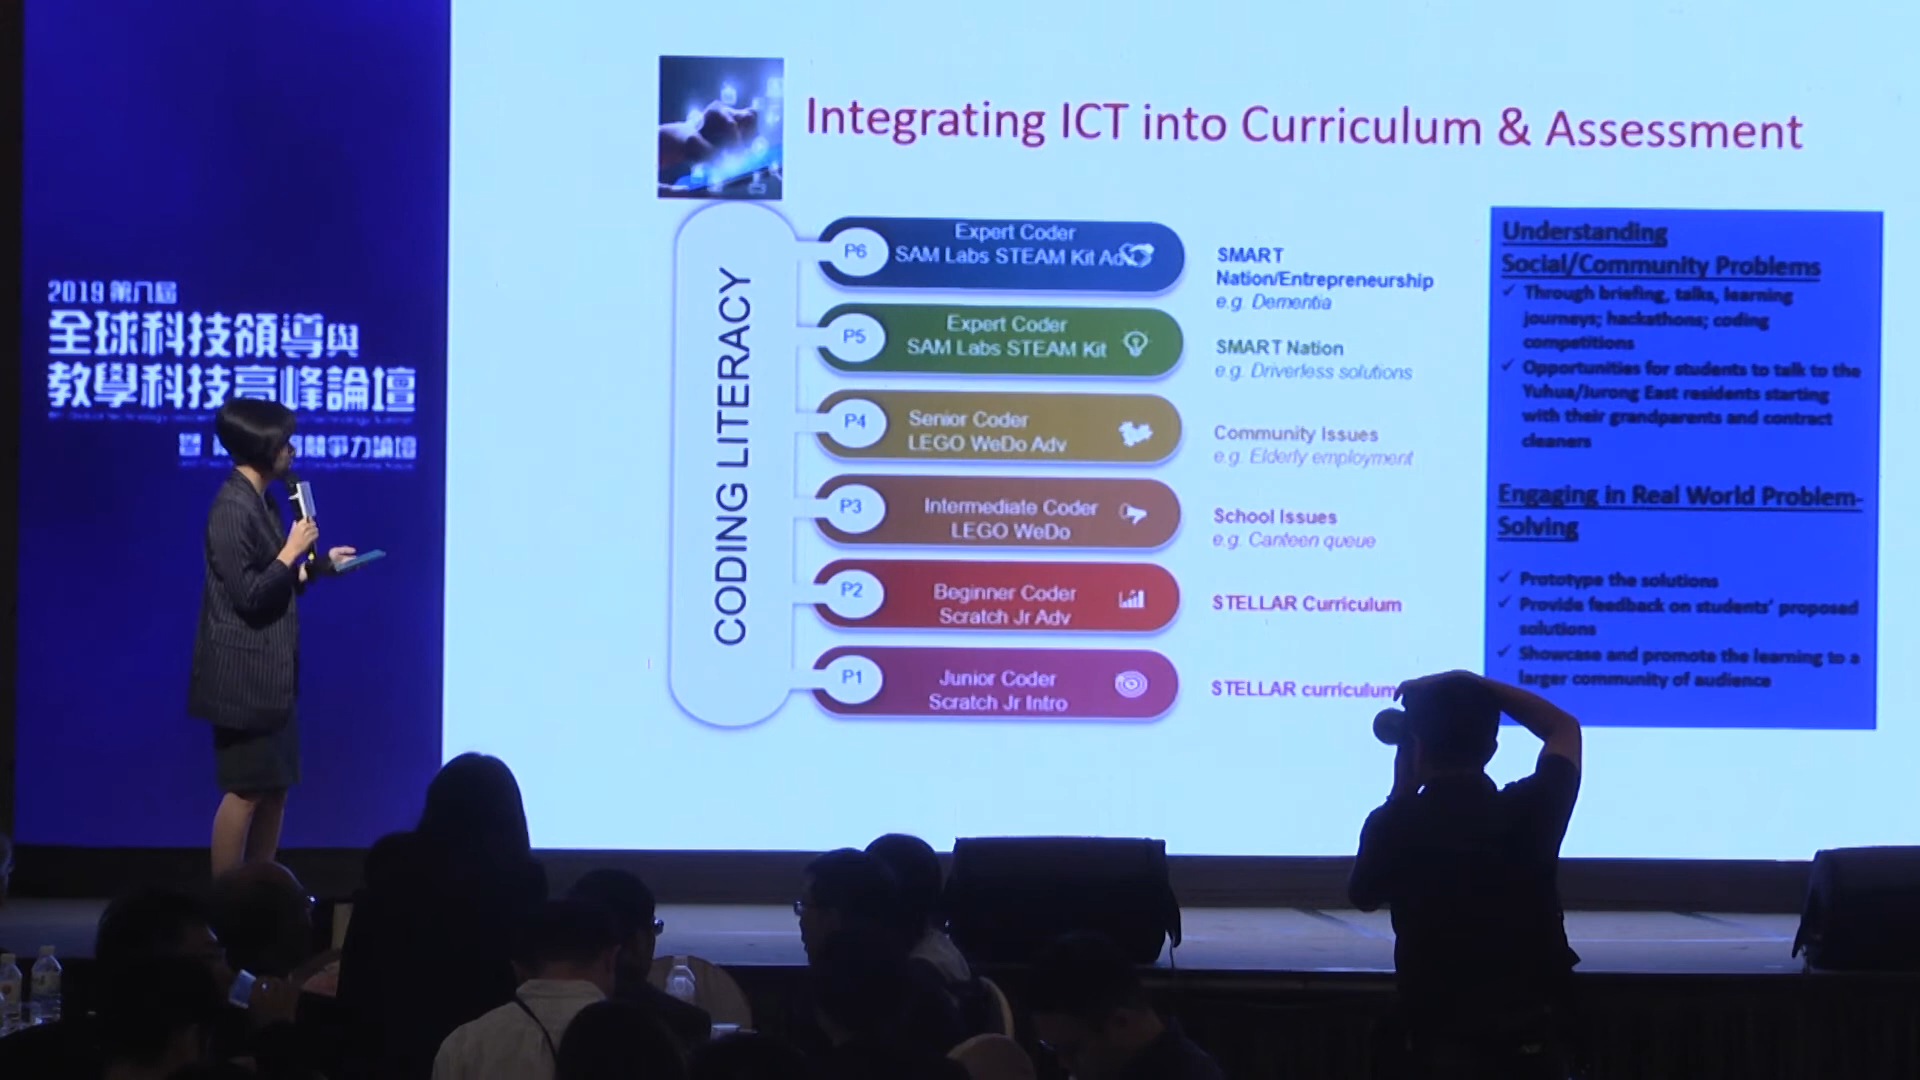 2019 第八屆
全球科技領導與
教學科技高峰論壇
競爭力論壇
Integrating ICT into Curriculum & Assessment
CODING LITERACY
P6
Expert Coder
SAM Labs STEAM Kit Adv
SMART
Nation/Entrepreneurship
e.g. Dementia
P5
Expert Coder
SAM Labs STEAM Kit
SMART Nation
e.g. Driverless solutions
P4
Senior Coder
LEGO WeDo Adv
Community Issues
e.g. Elderly employment
P3
Intermediate Coder
LEGO WeDo
School Issues
e.g. Canteen queue
P2
Beginner Coder
Scratch Jr Adv
STELLAR Curriculum
P1
Junior Coder
Scratch Jr Intro
STELLAR curriculum
Understanding
Social/Community Problems
✓ Through briefing, talks, learning
journeys; hackathons; coding
competitions
✓ Opportunities for students to talk to the
Yuhua/Jurong East residents starting
with their grandparents and contract
cleaners
Engaging in Real World Problem-
Solving
✓ Prototype the solutions
✓ Provide feedback on students' proposed
solutions
✓ Showcase and promote the learning to a
larger community of audience